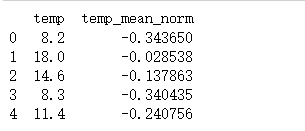 temp temp_mean_norm
0 8.2 -0.343650
1 18.0 -0.028538
2 14.6 -0.137863
3 8.3 -0.340435
4 11.4 -0.240756